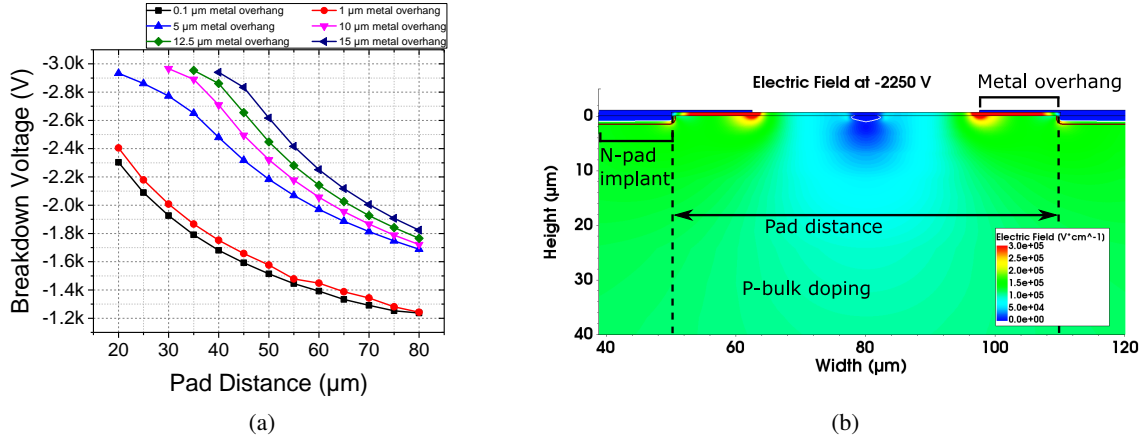 0.1 µm metal overhang 1 µm metal overhang
5 µm metal overhang 10 µm metal overhang
12.5 µm metal overhang 15 µm metal overhang
-3.0k
-2.8k
-2.6k
-2.4k
-2.2k
-2.0k
-1.8k
-1.6k
-1.4k
-1.2k
Breakdown Voltage (V)
20 30 40 50 60 70 80
Pad Distance (µm)
(a)
Electric Field at -2250 V
Metal overhang
N-pad
implant
Pad distance
P-bulk doping
Electric Field (V*cm^-1)
3.0e+05
2.5e+05
2.0e+05
1.5e+05
1.0e+05
5.0e+04
0.0e+00
0
10
20
30
40
Height (µm)
40 60 80 100 120
Width (µm)
(b)